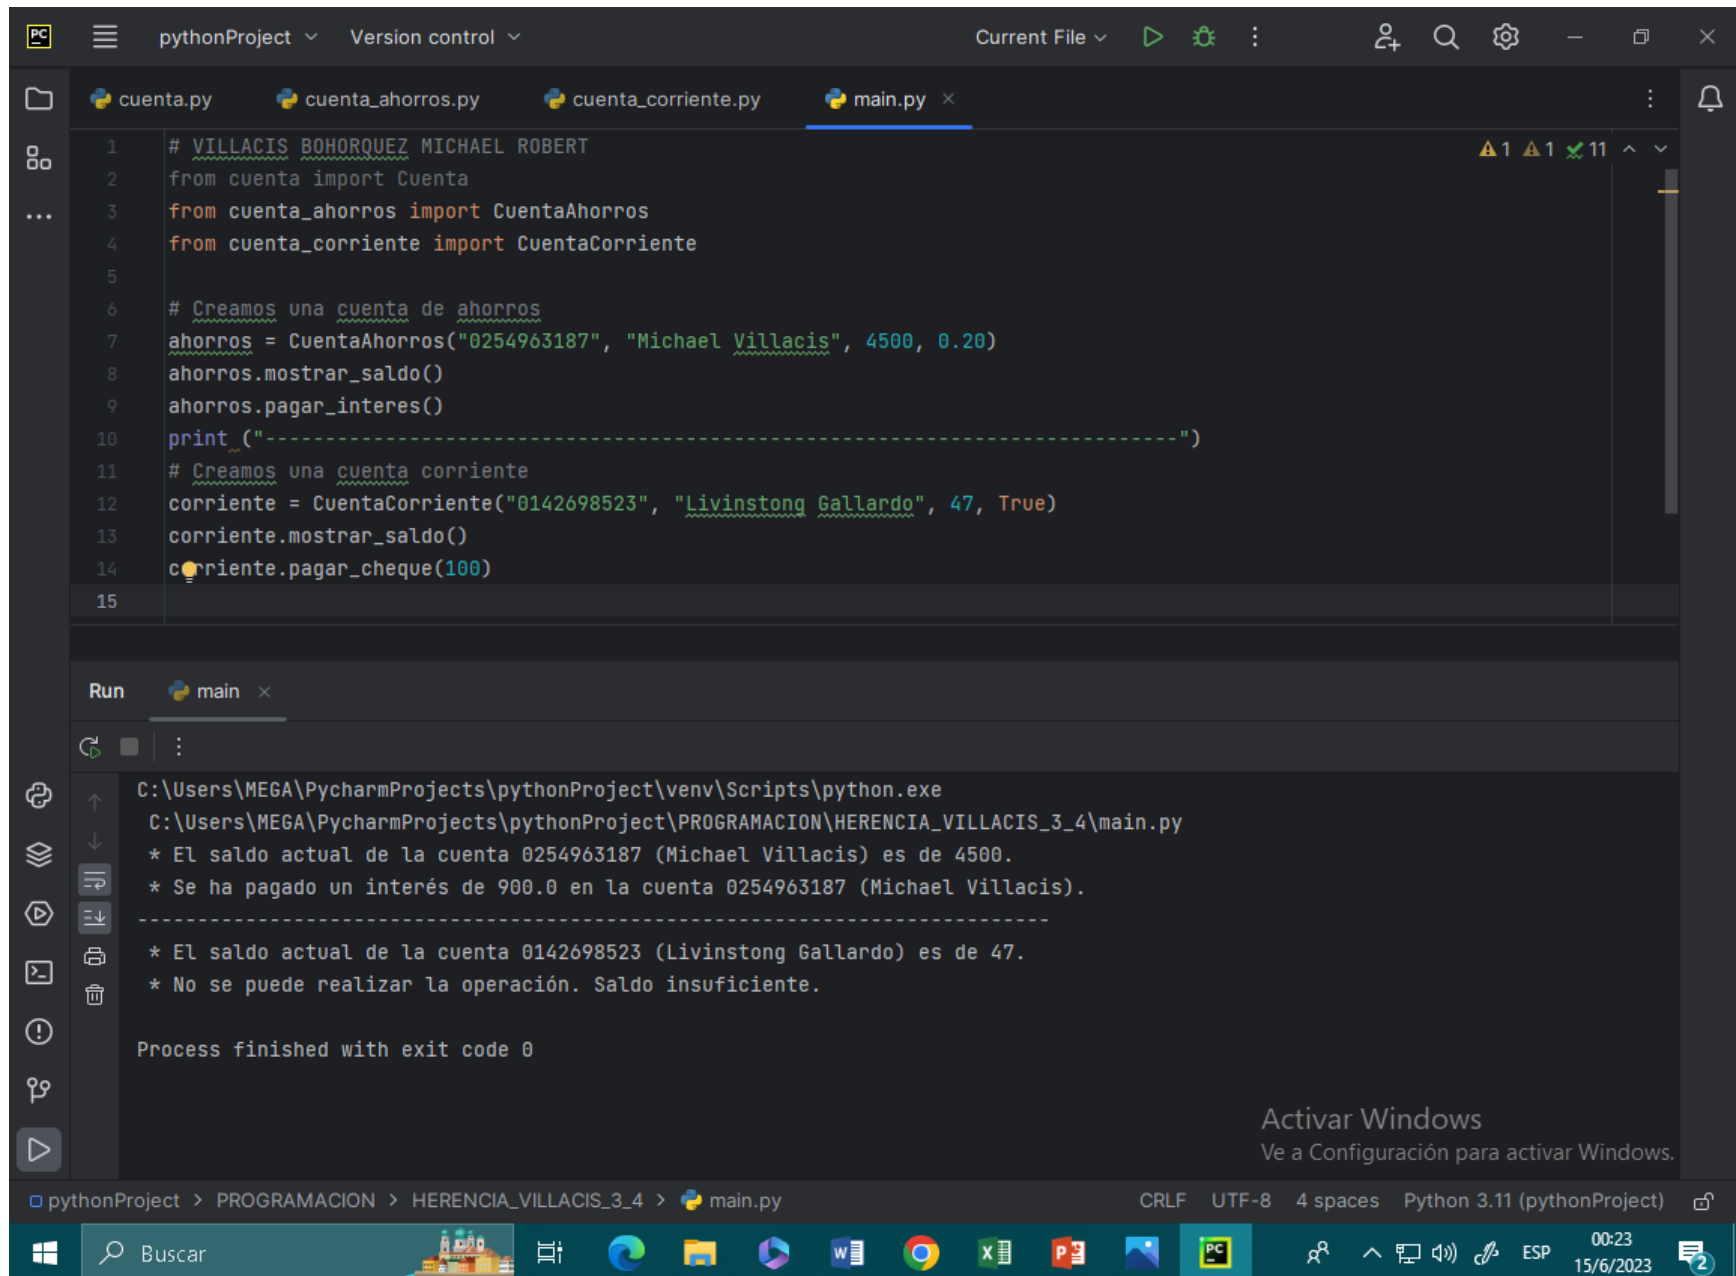 PC pythonProject Version control Current File
cuenta.py cuenta_ahorros.py cuenta_corriente.py main.py
1 # VILLACIS BOHORQUEZ MICHAEL ROBERT 1 1 11
2 from cuenta import Cuenta
3 from cuenta_ahorros import CuentaAhorros
4 from cuenta_corriente import CuentaCorriente
5
6 # Creamos una cuenta de ahorros
7 ahorros = CuentaAhorros("0254963187", "Michael Villacis", 4500, 0.20)
8 ahorros.mostrar_saldo()
9 ahorros.pagar_interes()
10 print ("----------------------------------------------------------------------------")
11 # Creamos una cuenta corriente
12 corriente = CuentaCorriente("0142698523", "Livinstong Gallardo", 47, True)
13 corriente.mostrar_saldo()
14 corriente.pagar_cheque(100)
15
Run main
C:\Users\MEGA\PycharmProjects\pythonProject\venv\Scripts\python.exe
C:\Users\MEGA\PycharmProjects\pythonProject\PROGRAMACION\HERENCIA_VILLACIS_3_4\main.py
* El saldo actual de la cuenta 0254963187 (Michael Villacis) es de 4500.
* Se ha pagado un interés de 900.0 en la cuenta 0254963187 (Michael Villacis).
----------------------------------------------------------------------------
* El saldo actual de la cuenta 0142698523 (Livinstong Gallardo) es de 47.
* No se puede realizar la operación. Saldo insuficiente.
Process finished with exit code 0
Activar Windows
Ve a Configuración para activar Windows.
pythonProject > PROGRAMACION > HERENCIA_VILLACIS_3_4 > main.py CRLF UTF-8 4 spaces Python 3.11 (pythonProject)
Buscar ESP 00:23
15/6/2023 2